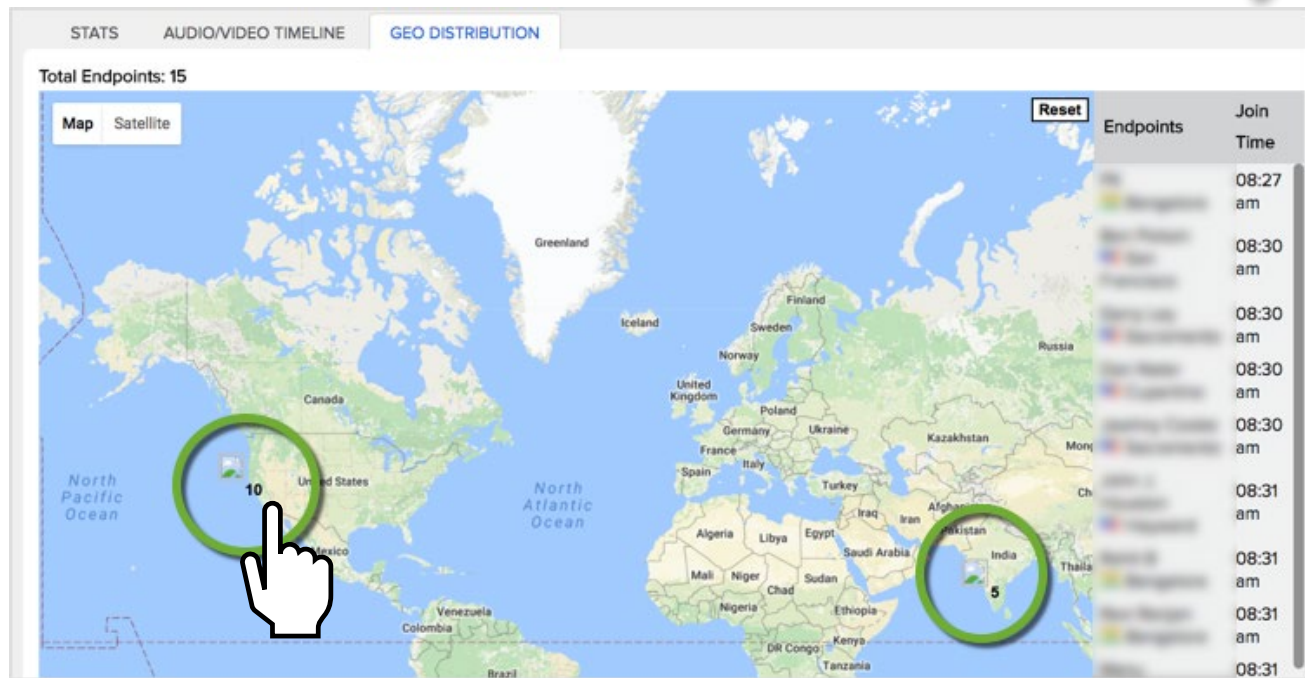 STATS AUDIO/VIDEO TIMELINE GEO DISTRIBUTION
Total Endpoints: 15
Map Satellite
Reset
Endpoints
Join
Time
Greenland
Iceland
Finland
Sweden
Norway
Russia
Canada
United
Kingdom
Poland
Germany
Ukraine
France
Kazakhstan
Mong
Spain
Italy
Turkey
North
Pacific
Ocean
10
United States
North
Atlantic
Ocean
Iraq
Iran
Afghani
Pakistan
Ch
Algeria
Libya
Egypt
Saudi Arabia
India
Thaila
Mexico
Mali
Niger
Chad
Sudan
5
Venezuela
Colombia
Nigeria
Ethiopia
Kenya
DR Congo
Tanzania
Brazil
08:27
am
08:30
am
08:30
am
08:30
am
08:30
am
08:31
am
08:31
am
08:31
am
08:31